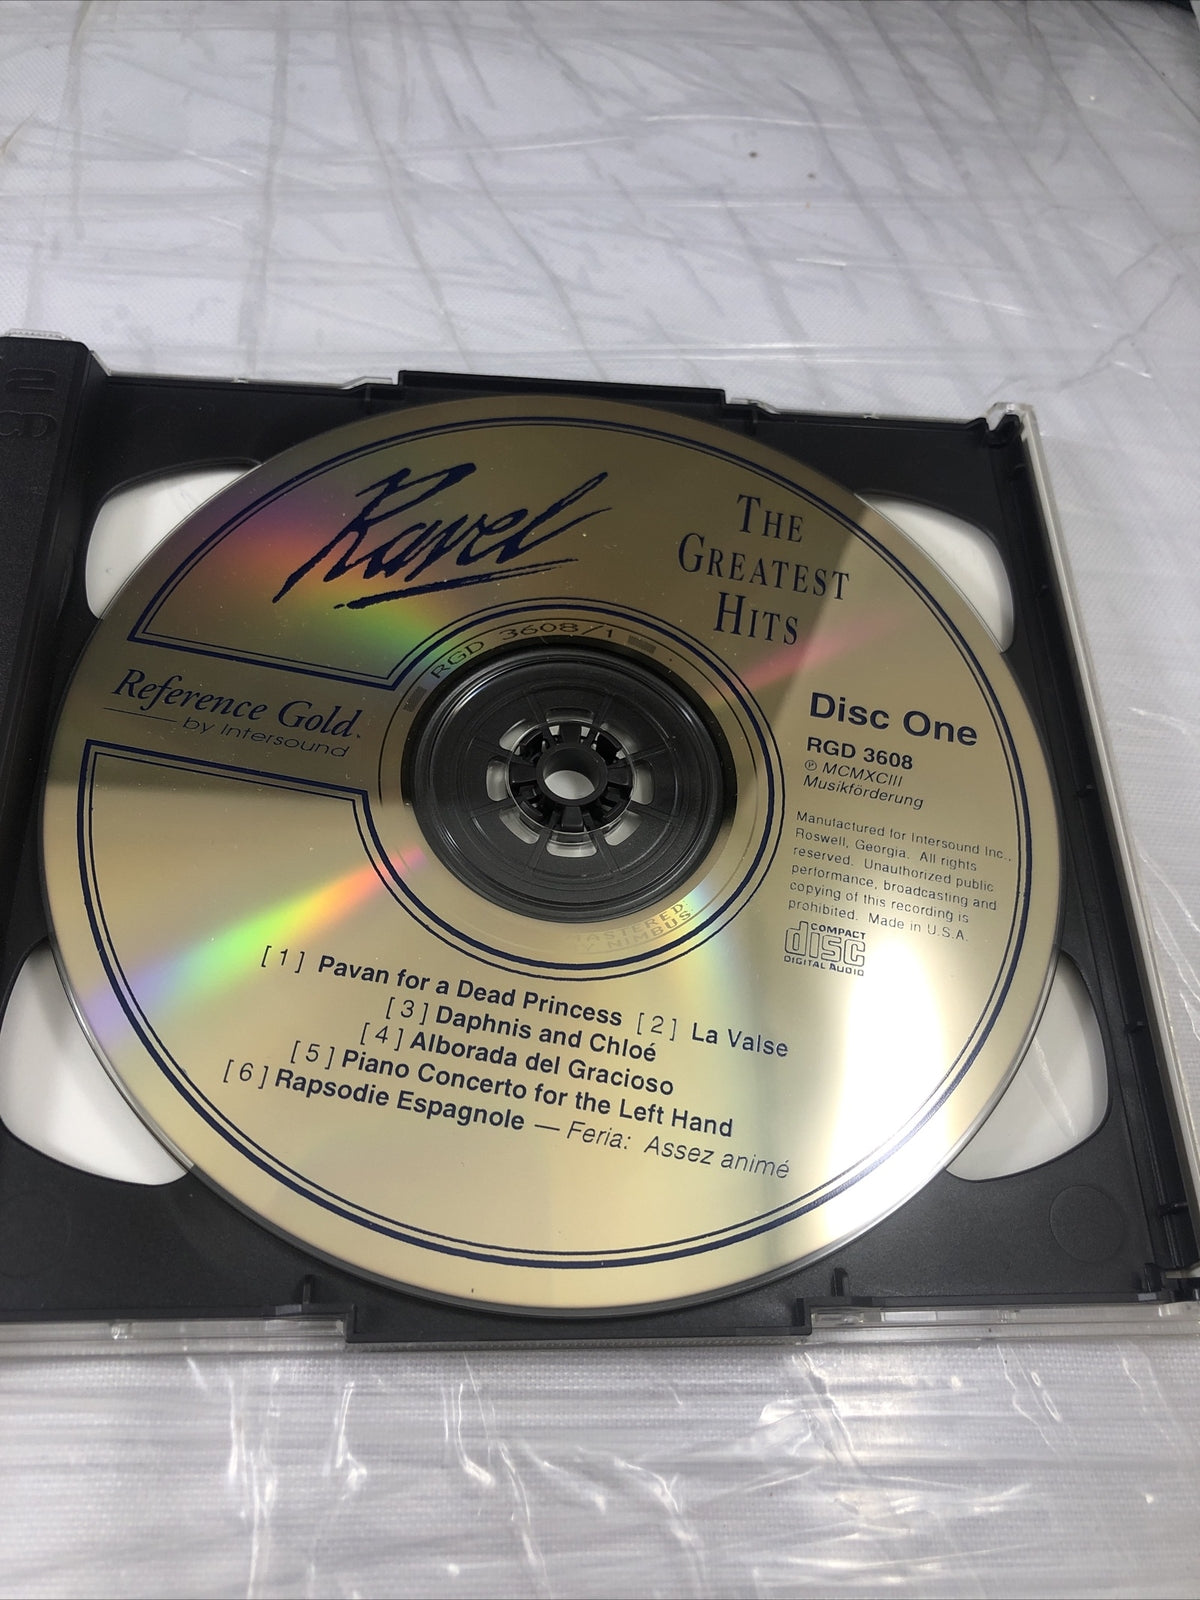 2
CD
Ravel
THE
GREATEST
HITS
RGD 3608/1
Reference Gold
by Intersound
Disc One
RGD 3608
℗ MCMXCIII
Musikförderung
Manufactured for Intersound Inc.,
Roswell, Georgia. All rights
reserved. Unauthorized public
performance, broadcasting and
copying of this recording is
prohibited. Made in U.S.A.
COMPACT
disc
DIGITAL AUDIO
NIMBUS
[1] Pavan for a Dead Princess [2] La Valse
[3] Daphnis and Chloé
[4] Alborada del Gracioso
[5] Piano Concerto for the Left Hand
[6] Rapsodie Espagnole — Feria: Assez animé